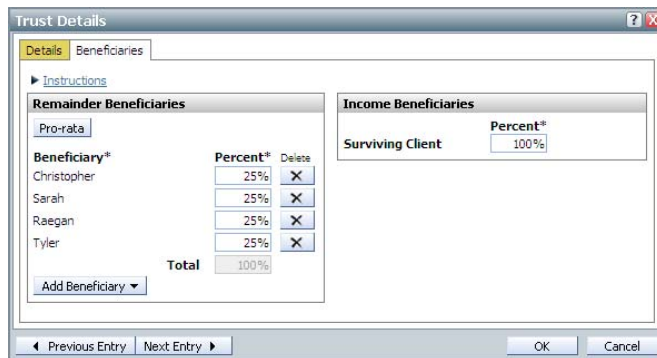 Trust Details ? X
Details Beneficiaries
Instructions
Remainder Beneficiaries
Pro-rata
Beneficiary* Percent* Delete
Christopher 25% X
Sarah 25% X
Raegan 25% X
Tyler 25% X
Total 100%
Add Beneficiary
Income Beneficiaries
Percent*
Surviving Client 100%
Previous Entry Next Entry OK Cancel